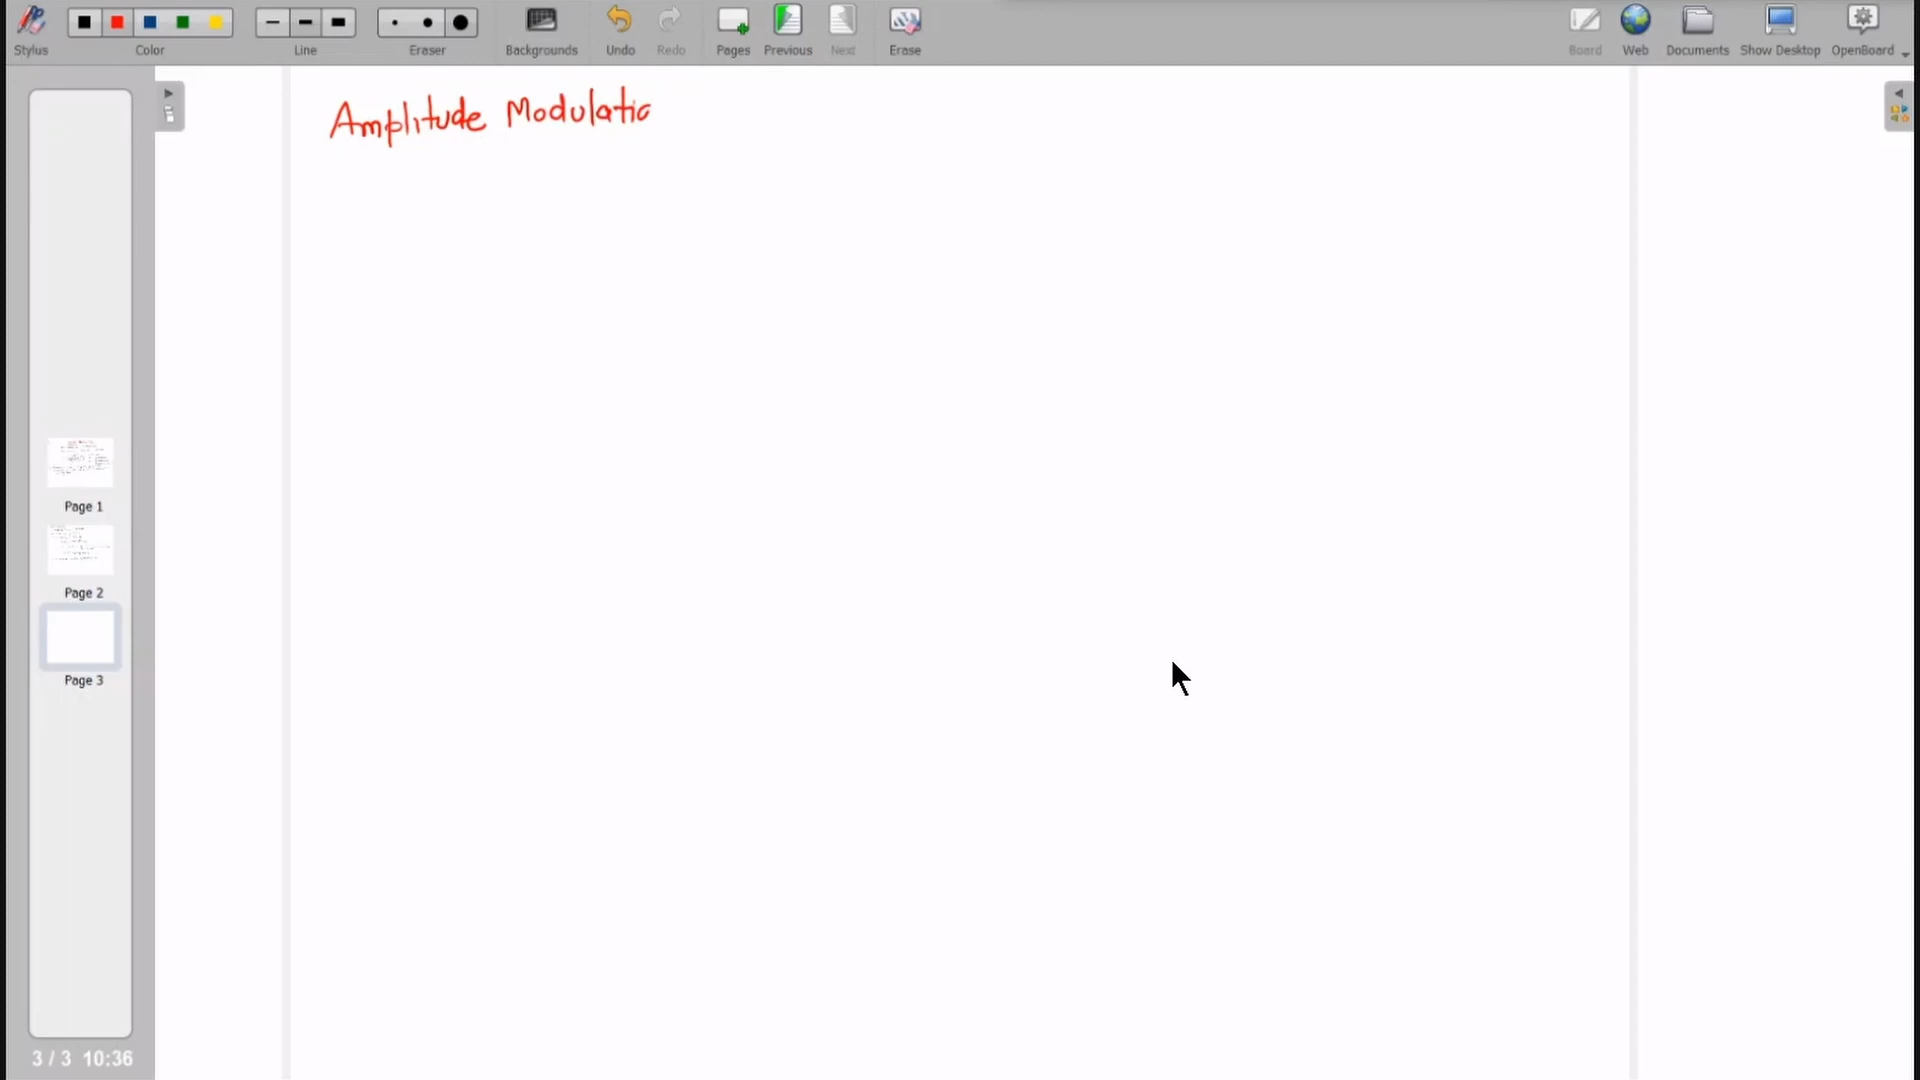 Stylus Color Line Eraser Backgrounds Undo Redo Pages Previous Next Erase Board Web Documents Show Desktop OpenBoard
Amplitude Modulatio
Page 1
Page 2
Page 3
3 / 3 10:36